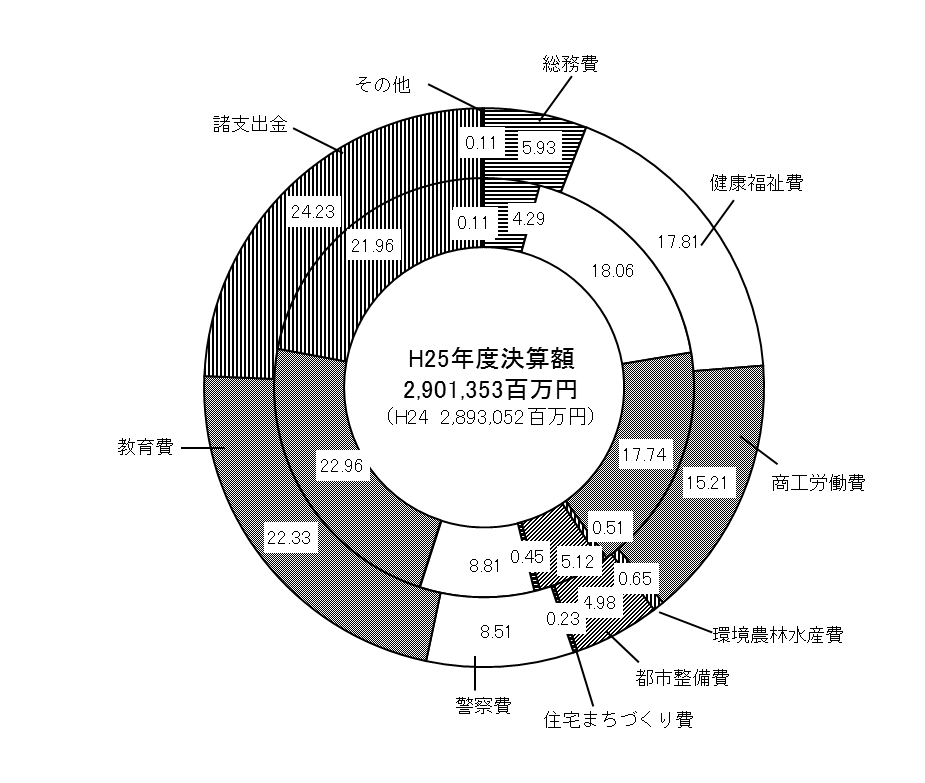 総務費
その他
諸支出金
0.11
5.93
健康福祉費
24.23
0.11
4.29
17.81
21.96
18.06
H25年度決算額
2,901,353百万円
（H24 2,893,052百万円）
教育費
22.96
17.74
15.21
商工労働費
22.33
0.51
8.81
0.45
5.12
0.65
4.98
0.23
8.51
環境農林水産費
都市整備費
警察費
住宅まちづくり費